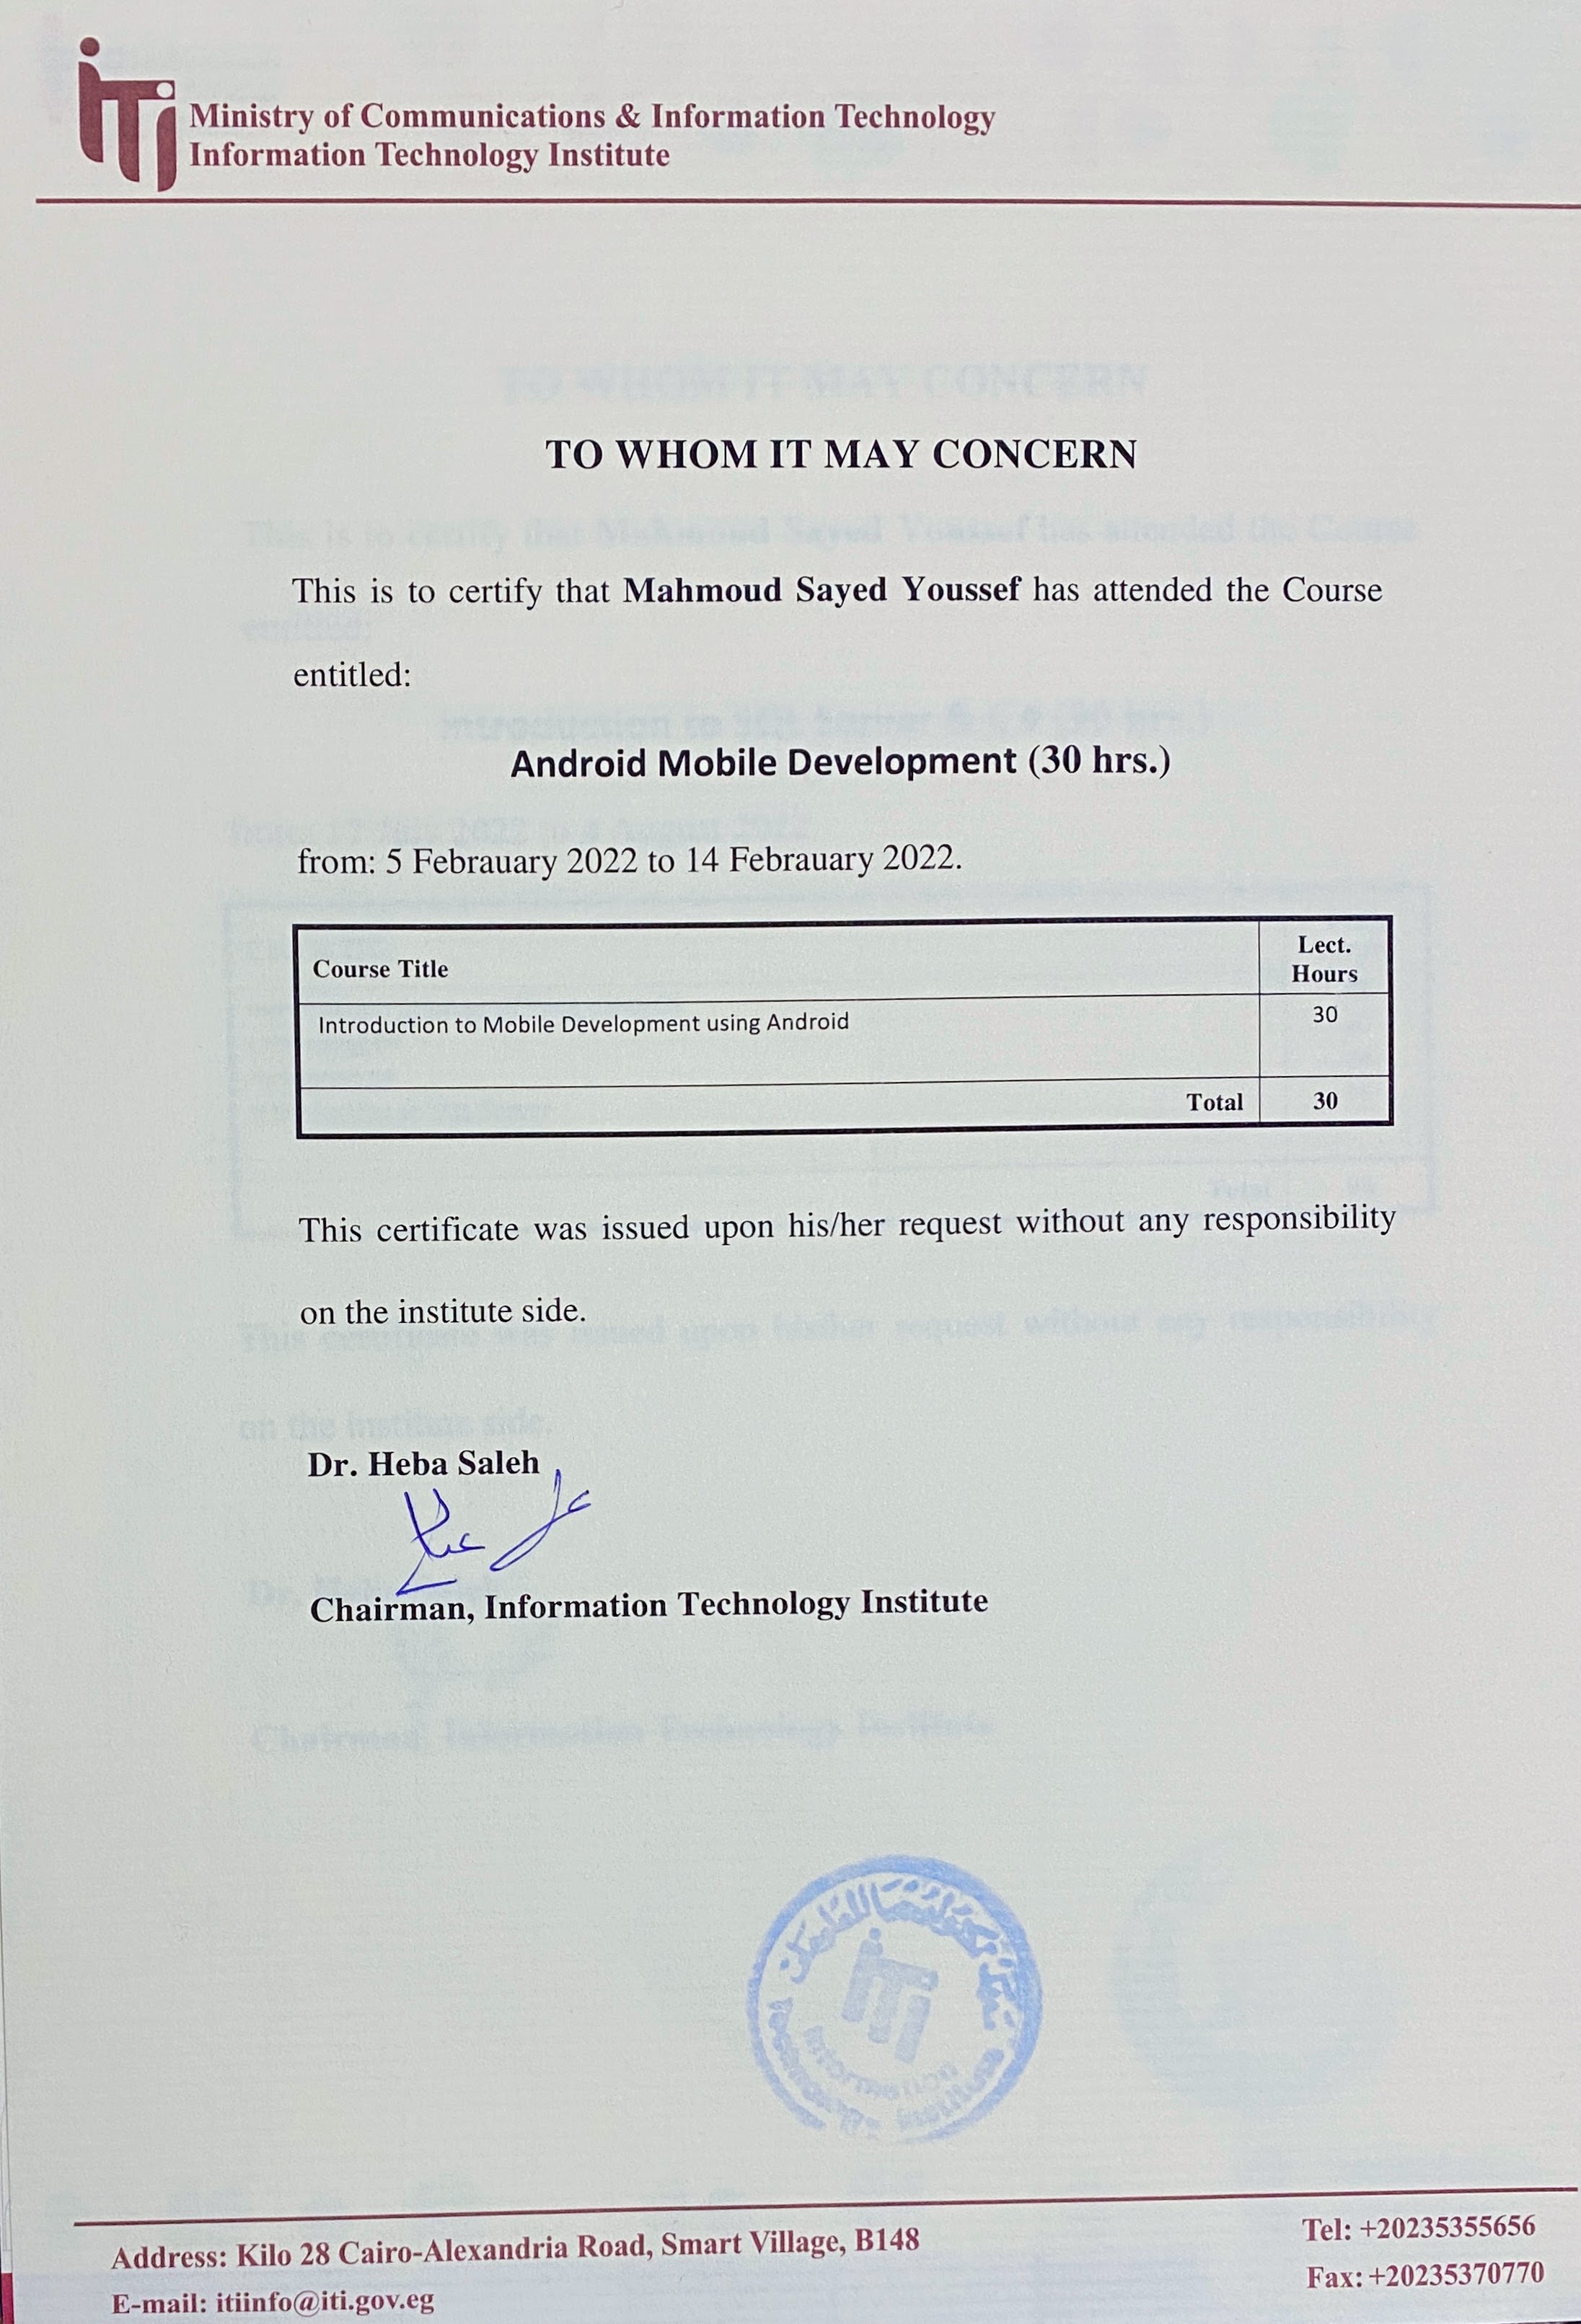 iTi
Ministry of Communications & Information Technology
Information Technology Institute
TO WHOM IT MAY CONCERN
This is to certify that Mahmoud Sayed Youssef has attended the Course
entitled:
Android Mobile Development (30 hrs.)
from: 5 Febrauary 2022 to 14 Febrauary 2022.
Course Title Lect. Hours
Introduction to Mobile Development using Android 30
Total 30
This certificate was issued upon his/her request without any responsibility
on the institute side.
Dr. Heba Saleh
Chairman, Information Technology Institute
معهد تكنولوجيا المعلومات
iTi
Information
Technology Institute
Address: Kilo 28 Cairo-Alexandria Road, Smart Village, B148
Tel: +20235355656
E-mail: itiinfo@iti.gov.eg
Fax: +20235370770